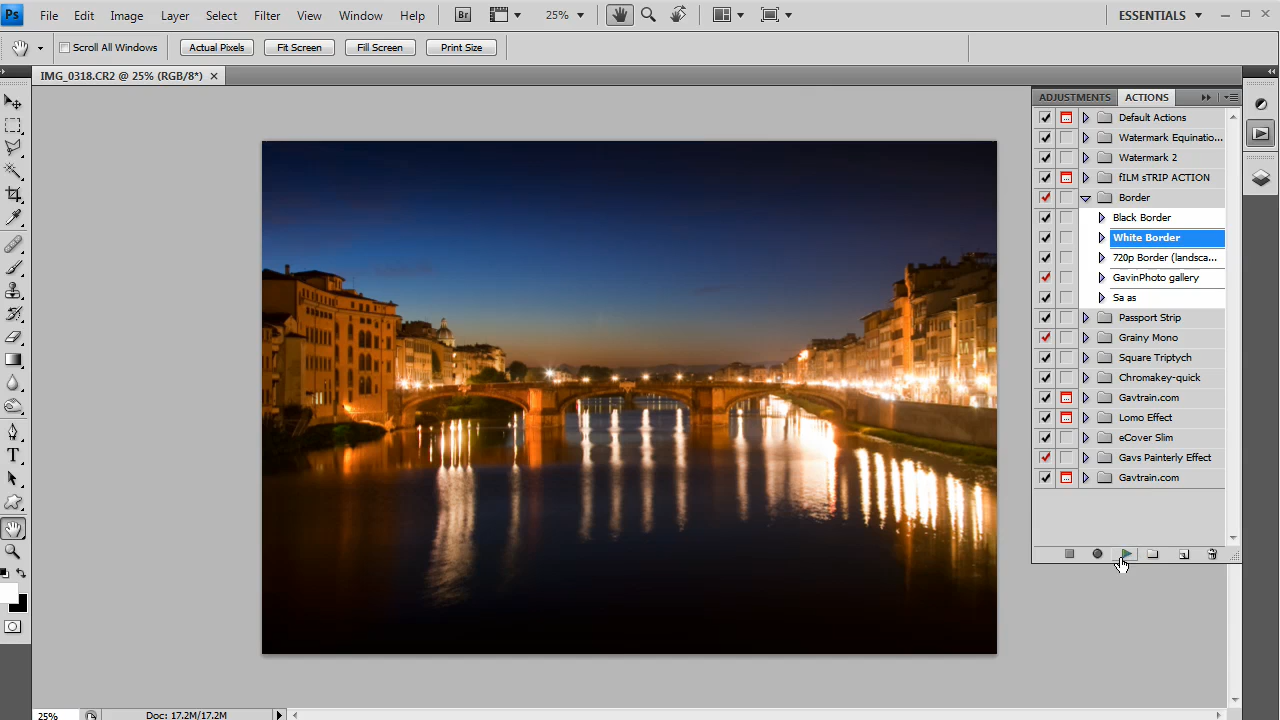 Ps File Edit Image Layer Select Filter View Window Help Br 25% ESSENTIALS
Scroll All Windows Actual Pixels Fit Screen Fill Screen Print Size
IMG_0318.CR2 @ 25% (RGB/8*)
ADJUSTMENTS ACTIONS
Default Actions
Watermark Equinatio...
Watermark 2
fILM sTRIP ACTION
Border
Black Border
White Border
720p Border (landsca...
GavinPhoto gallery
Sa as
Passport Strip
Grainy Mono
Square Triptych
Chromakey-quick
Gavtrain.com
Lomo Effect
eCover Slim
Gavs Painterly Effect
Gavtrain.com
T
25% Doc: 17.2M/17.2M